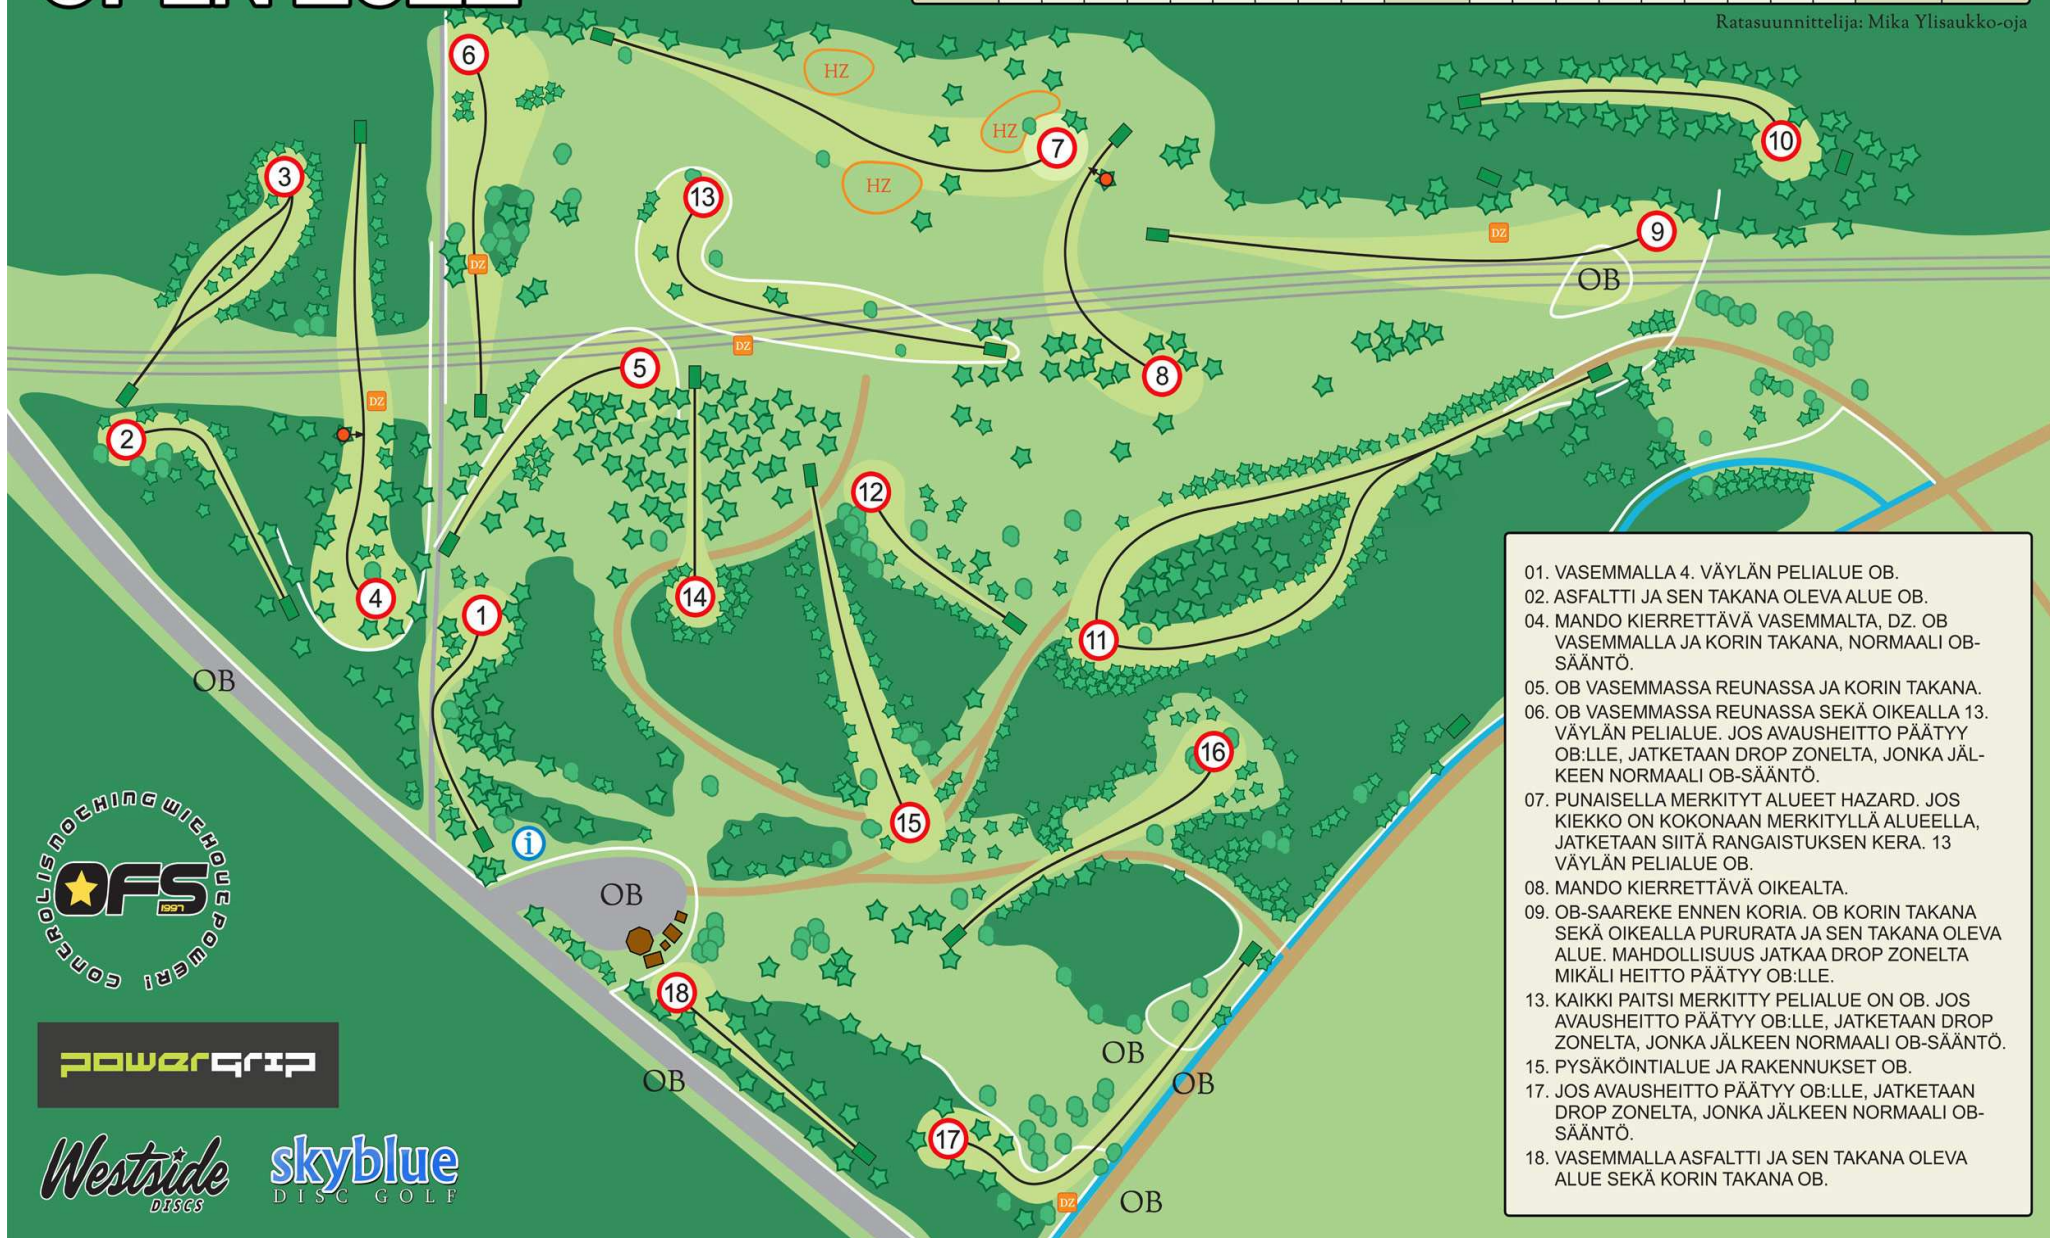 OPEN 2022
Ratasuunnittelija: Mika Ylisaukko-oja
6
HZ
10
7
HZ
3
HZ
13
DZ
9
DZ
OB
DZ
5
8
DZ
2
12
4
14
1
11
OB
16
15
i
OB
18
OB
OB
OB
17
DZ
OB
01. VASEMMALLA 4. VÄYLÄN PELIALUE OB.
02. ASFALTTI JA SEN TAKANA OLEVA ALUE OB.
04. MANDO KIERRETTÄVÄ VASEMMALTA, DZ. OB
VASEMMALLA JA KORIN TAKANA, NORMAALI OB-
SÄÄNTÖ.
05. OB VASEMMASSA REUNASSA JA KORIN TAKANA.
06. OB VASEMMASSA REUNASSA SEKÄ OIKEALLA 13.
VÄYLÄN PELIALUE. JOS AVAUSHEITTO PÄÄTYY
OB:LLE, JATKETAAN DROP ZONELTA, JONKA JÄL-
KEEN NORMAALI OB-SÄÄNTÖ.
07. PUNAISELLA MERKITYT ALUEET HAZARD. JOS
KIEKKO ON KOKONAAN MERKITYLLÄ ALUEELLA,
JATKETAAN SIITÄ RANGAISTUKSEN KERA. 13
VÄYLÄN PELIALUE OB.
08. MANDO KIERRETTÄVÄ OIKEALTA.
09. OB-SAAREKE ENNEN KORIA. OB KORIN TAKANA
SEKÄ OIKEALLA PURURATA JA SEN TAKANA OLEVA
ALUE. MAHDOLLISUUS JATKAA DROP ZONELTA
MIKÄLI HEITTO PÄÄTYY OB:LLE.
13. KAIKKI PAITSI MERKITTY PELIALUE ON OB. JOS
AVAUSHEITTO PÄÄTYY OB:LLE, JATKETAAN DROP
ZONELTA, JONKA JÄLKEEN NORMAALI OB-SÄÄNTÖ.
15. PYSÄKÖINTIALUE JA RAKENNUKSET OB.
17. JOS AVAUSHEITTO PÄÄTYY OB:LLE, JATKETAAN
DROP ZONELTA, JONKA JÄLKEEN NORMAALI OB-
SÄÄNTÖ.
18. VASEMMALLA ASFALTTI JA SEN TAKANA OLEVA
ALUE SEKÄ KORIN TAKANA OB.
CONTROL IS NOTHING WITHOUT POWER!
OFS
1997
powergrip
Westside
DISCS
skyblue
DISC GOLF